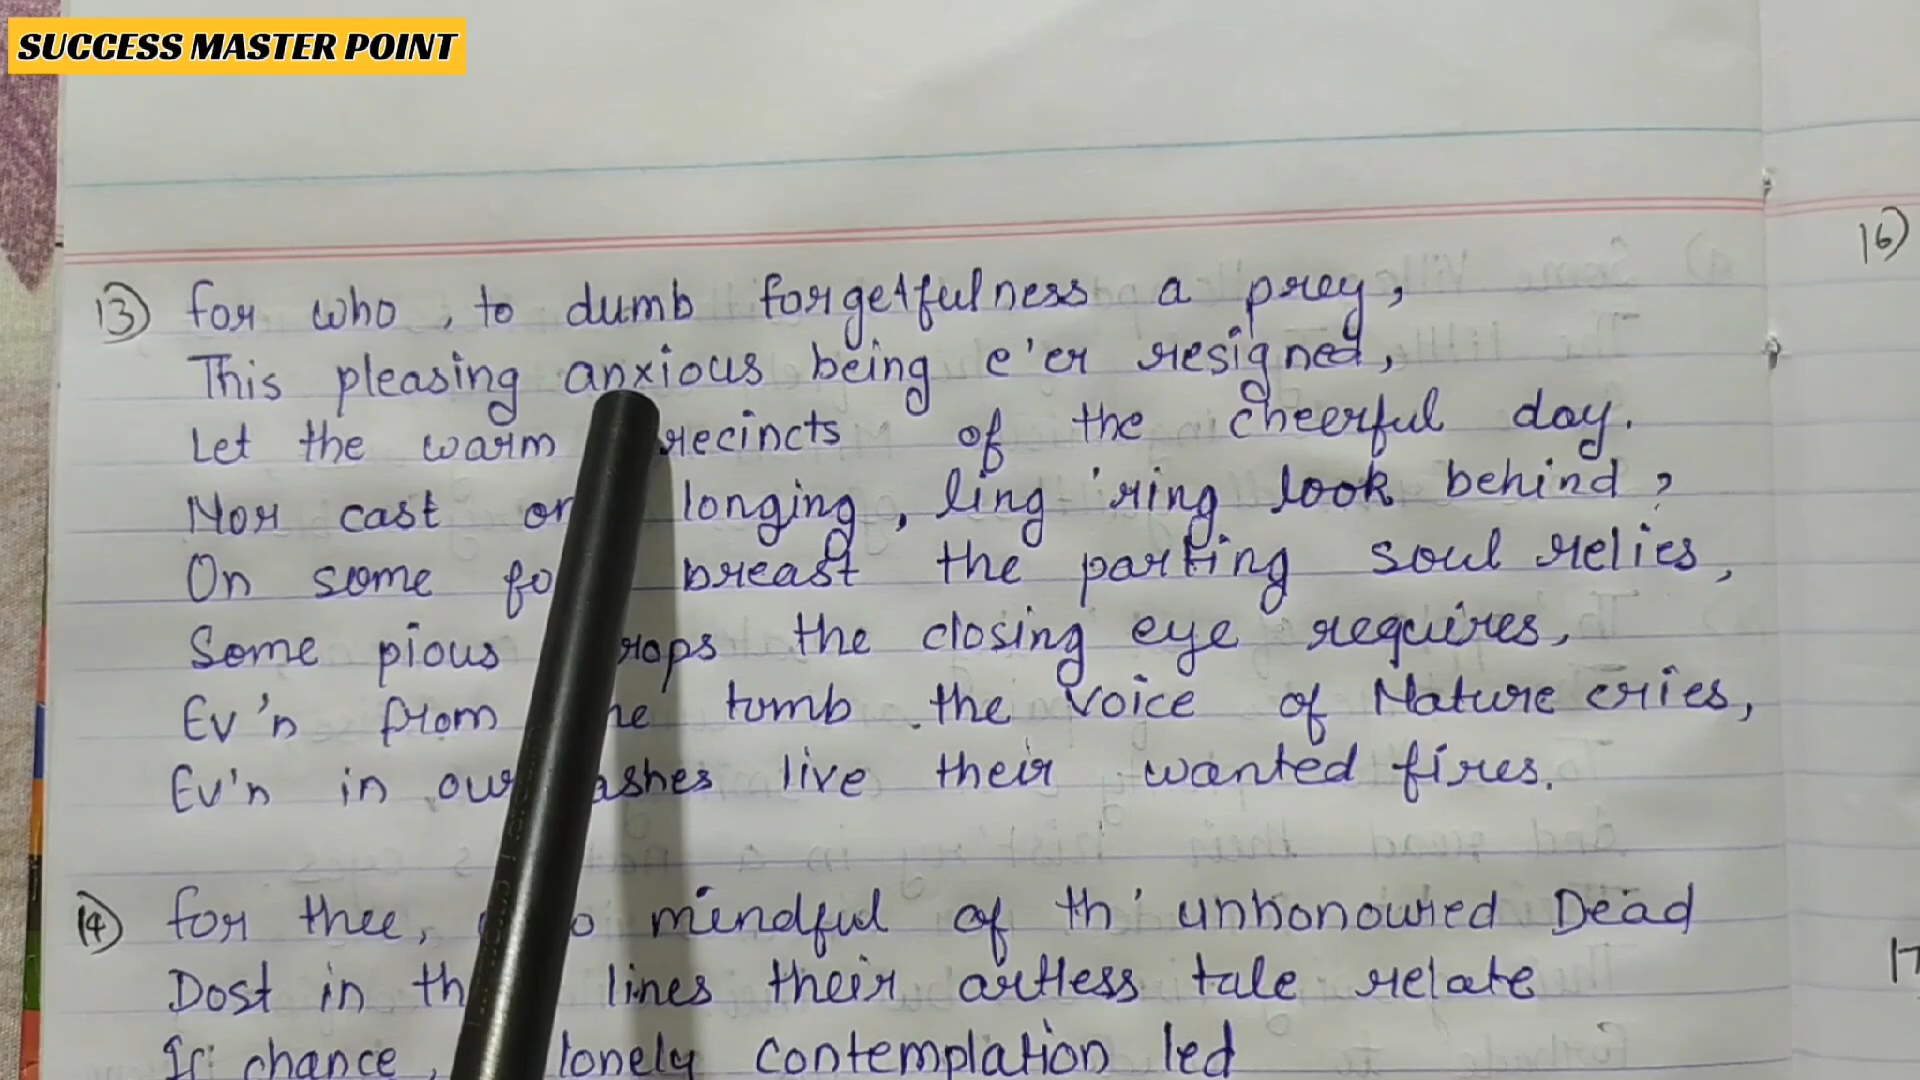 SUCCESS MASTER POINT
13) for who, to dumb forgetfulness a prey,
This pleasing anxious being e'er resigned,
Let the warm recincts of the cheerful day.
Nor cast on longing, ling'ring look behind?
On some fo breast the parting soul relies,
Some pious rops the closing eye requires,
Ev'n from he tomb the voice of Nature cries,
Ev'n in our ashes live their wanted fires.
14) for thee, o mindful of th' unhonoured Dead
Dost in th lines their artless tale relate
If chance, lonely contemplation led
16)
17